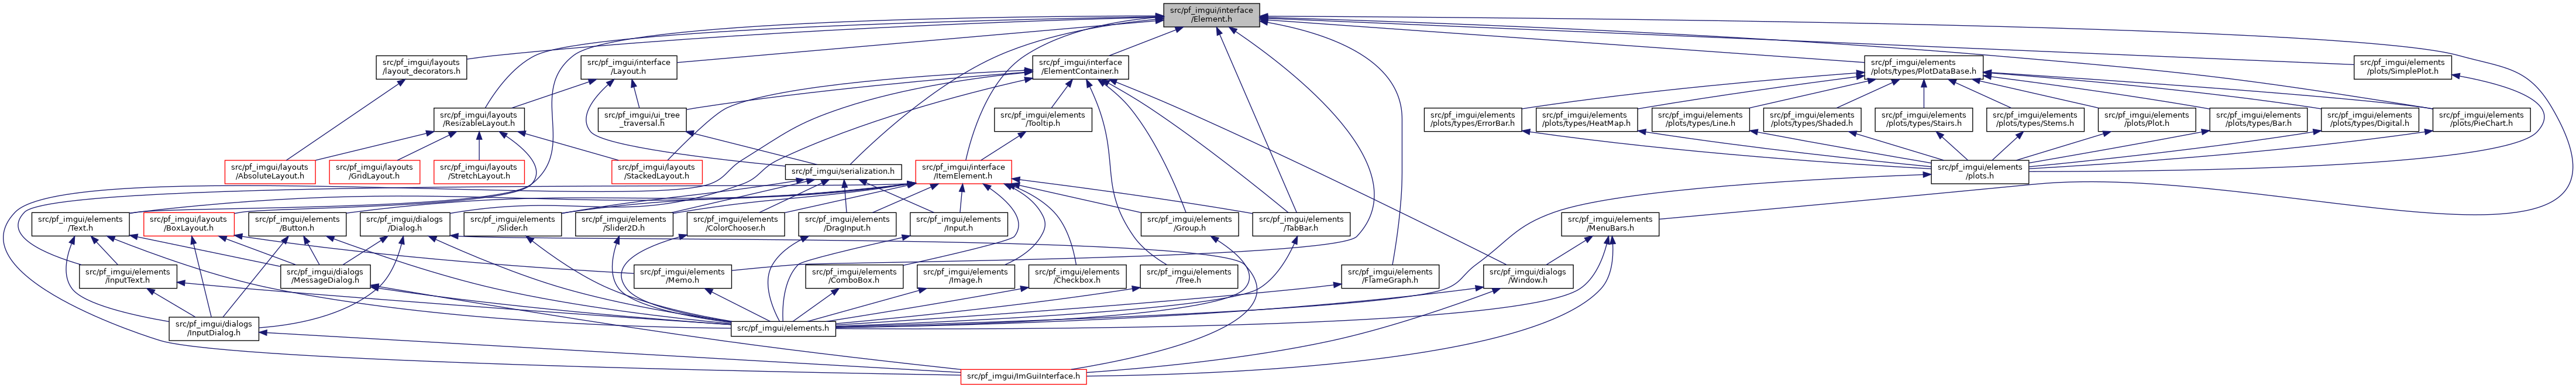 src/pf_imgui/interface
/Element.h
src/pf_imgui/layouts
/layout_decorators.h
src/pf_imgui/interface
/Layout.h
src/pf_imgui/interface
/ElementContainer.h
src/pf_imgui/elements
/plots/types/PlotDataBase.h
src/pf_imgui/elements
/plots/SimplePlot.h
src/pf_imgui/layouts
/ResizableLayout.h
src/pf_imgui/ui_tree
_traversal.h
src/pf_imgui/elements
/Tooltip.h
src/pf_imgui/elements
/plots/types/ErrorBar.h
src/pf_imgui/elements
/plots/types/HeatMap.h
src/pf_imgui/elements
/plots/types/Line.h
src/pf_imgui/elements
/plots/types/Shaded.h
src/pf_imgui/elements
/plots/types/Stairs.h
src/pf_imgui/elements
/plots/types/Stems.h
src/pf_imgui/elements
/plots/Plot.h
src/pf_imgui/elements
/plots/types/Bar.h
src/pf_imgui/elements
/plots/types/Digital.h
src/pf_imgui/elements
/plots/PieChart.h
src/pf_imgui/layouts
/AbsoluteLayout.h
src/pf_imgui/layouts
/GridLayout.h
src/pf_imgui/layouts
/StretchLayout.h
src/pf_imgui/layouts
/StackedLayout.h
src/pf_imgui/serialization.h
src/pf_imgui/interface
/ItemElement.h
src/pf_imgui/elements
/plots.h
src/pf_imgui/elements
/Text.h
src/pf_imgui/layouts
/BoxLayout.h
src/pf_imgui/elements
/Button.h
src/pf_imgui/dialogs
/Dialog.h
src/pf_imgui/elements
/Slider.h
src/pf_imgui/elements
/Slider2D.h
src/pf_imgui/elements
/ColorChooser.h
src/pf_imgui/elements
/DragInput.h
src/pf_imgui/elements
/Input.h
src/pf_imgui/elements
/Group.h
src/pf_imgui/elements
/TabBar.h
src/pf_imgui/elements
/MenuBars.h
src/pf_imgui/elements
/InputText.h
src/pf_imgui/dialogs
/MessageDialog.h
src/pf_imgui/elements
/Memo.h
src/pf_imgui/elements
/ComboBox.h
src/pf_imgui/elements
/Image.h
src/pf_imgui/elements
/Checkbox.h
src/pf_imgui/elements
/Tree.h
src/pf_imgui/elements
/FlameGraph.h
src/pf_imgui/dialogs
/Window.h
src/pf_imgui/dialogs
/InputDialog.h
src/pf_imgui/elements.h
src/pf_imgui/ImGuiInterface.h